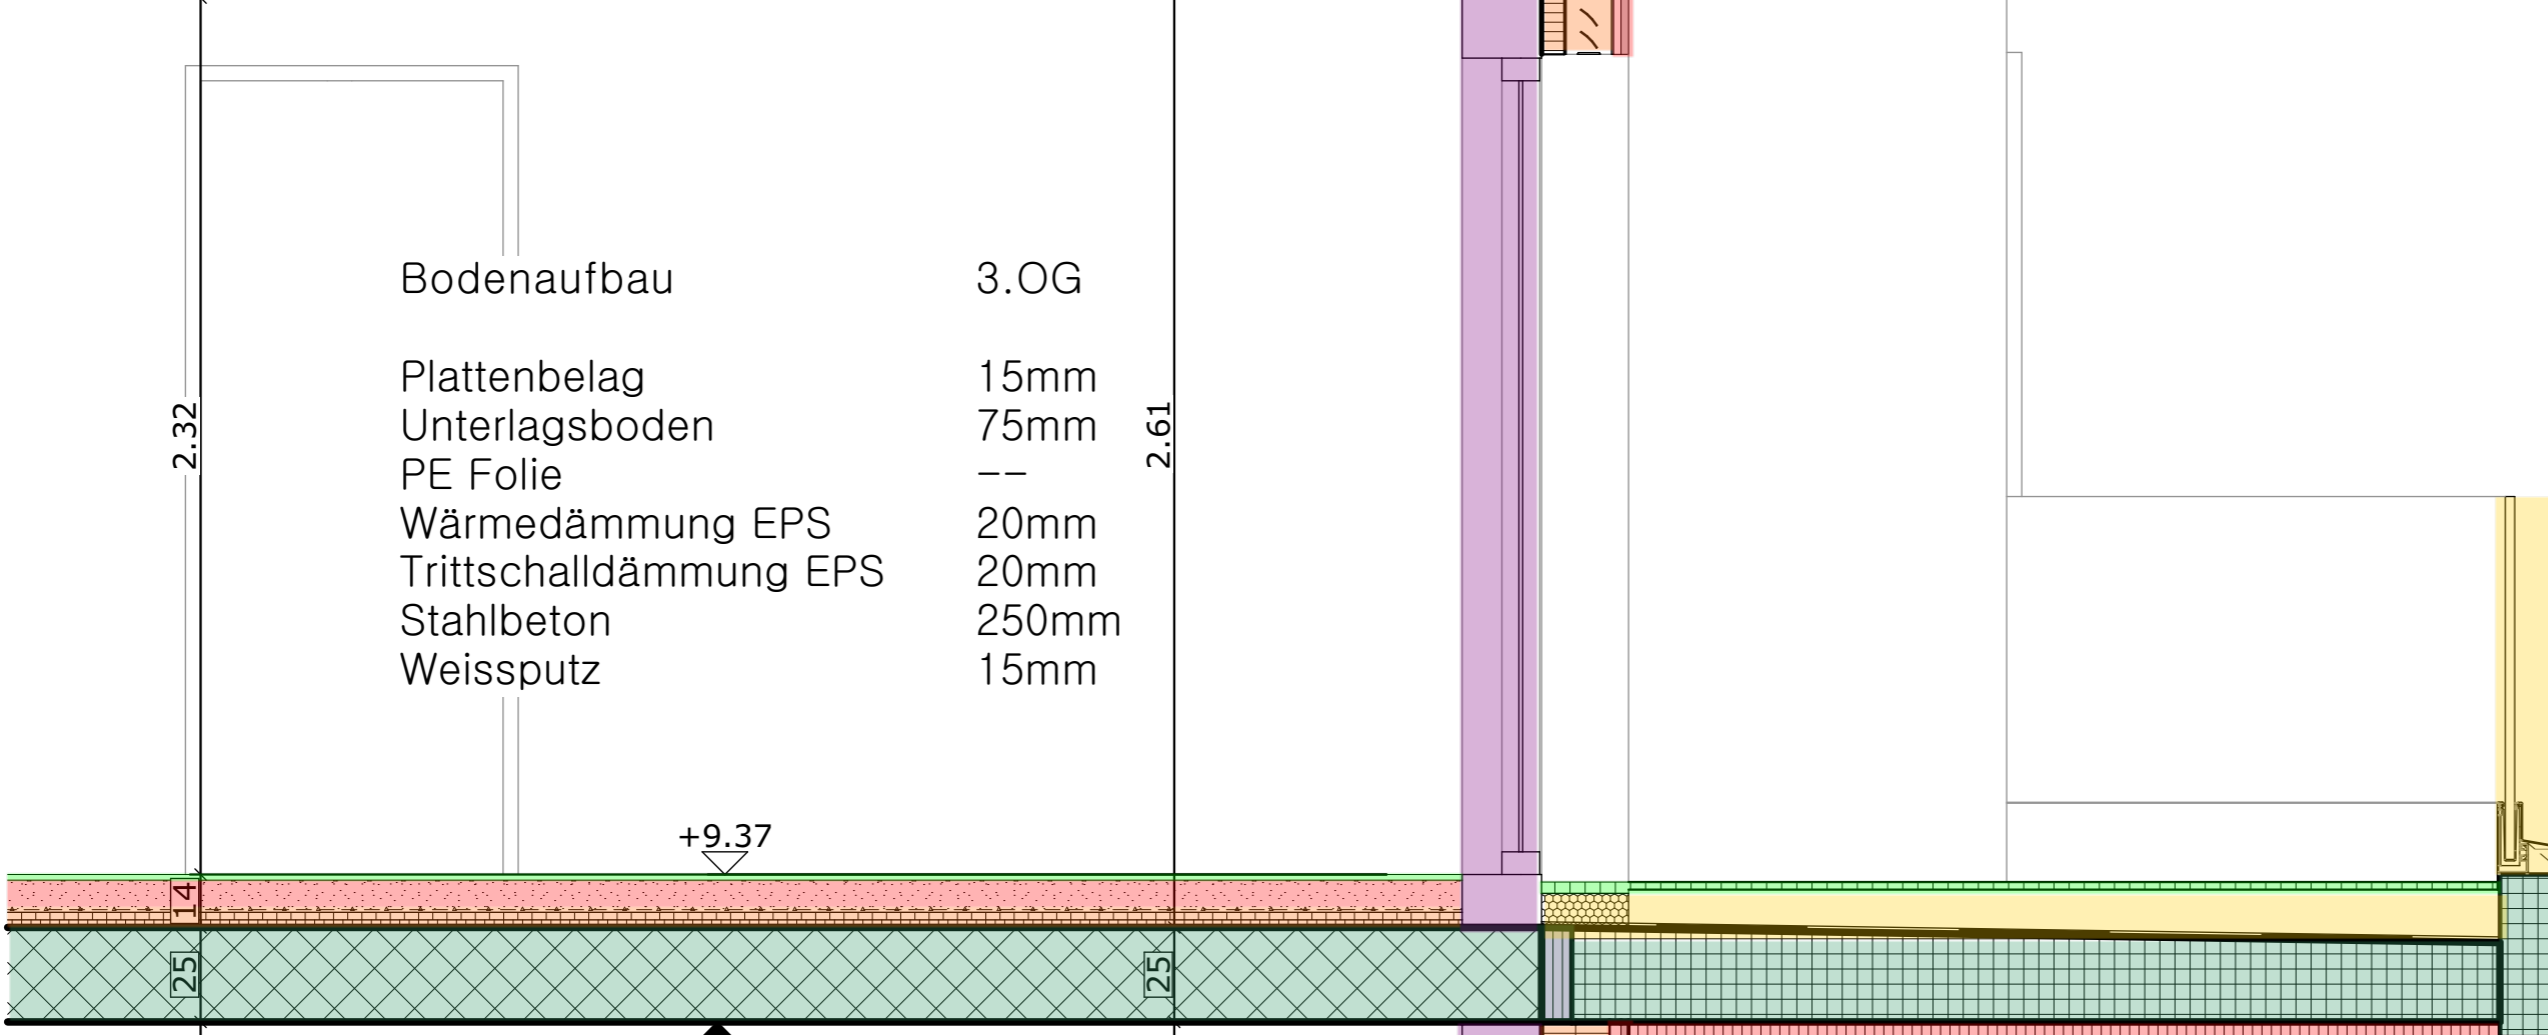 Bodenaufbau 3.OG
Plattenbelag 15mm
Unterlagsboden 75mm
PE Folie --
Wärmedämmung EPS 20mm
Trittschalldämmung EPS 20mm
Stahlbeton 250mm
Weissputz 15mm
2.32
2.61
+9.37
14
25
25